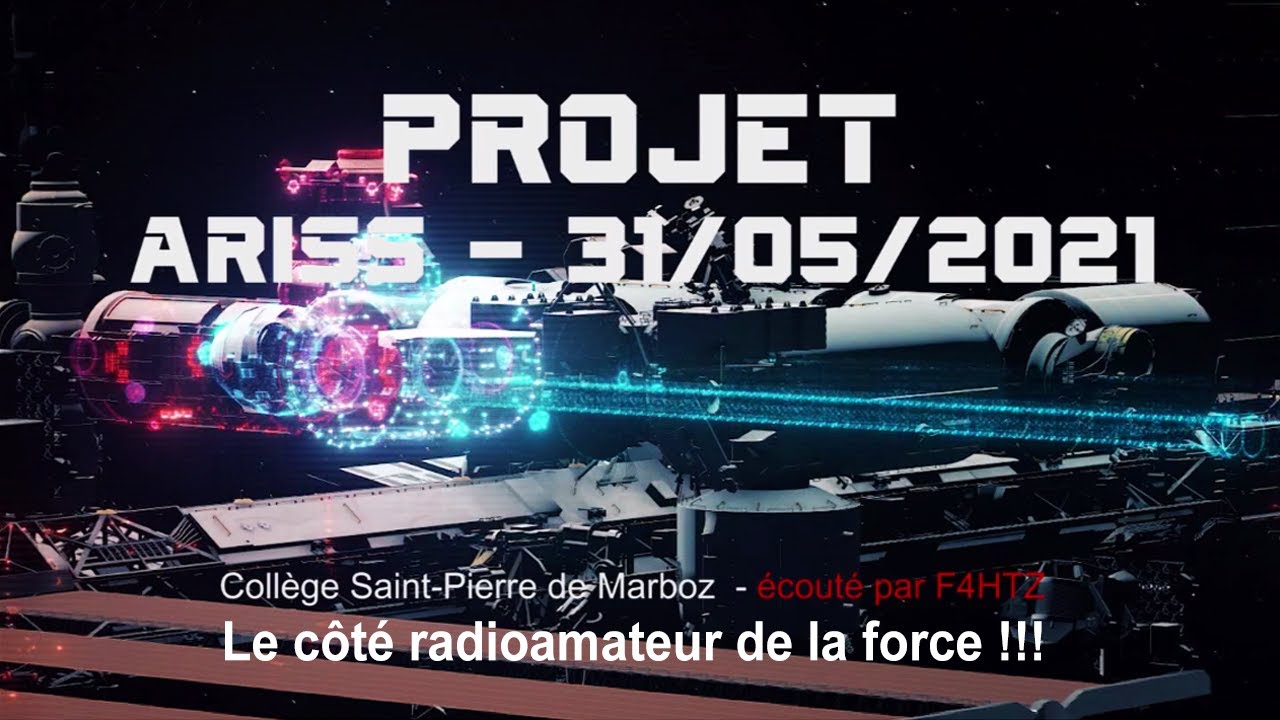 PROJET
ARISS - 31/05/2021
Collège Saint-Pierre de Marboz - écouté par F4HTZ
Le côté radioamateur de la force !!!